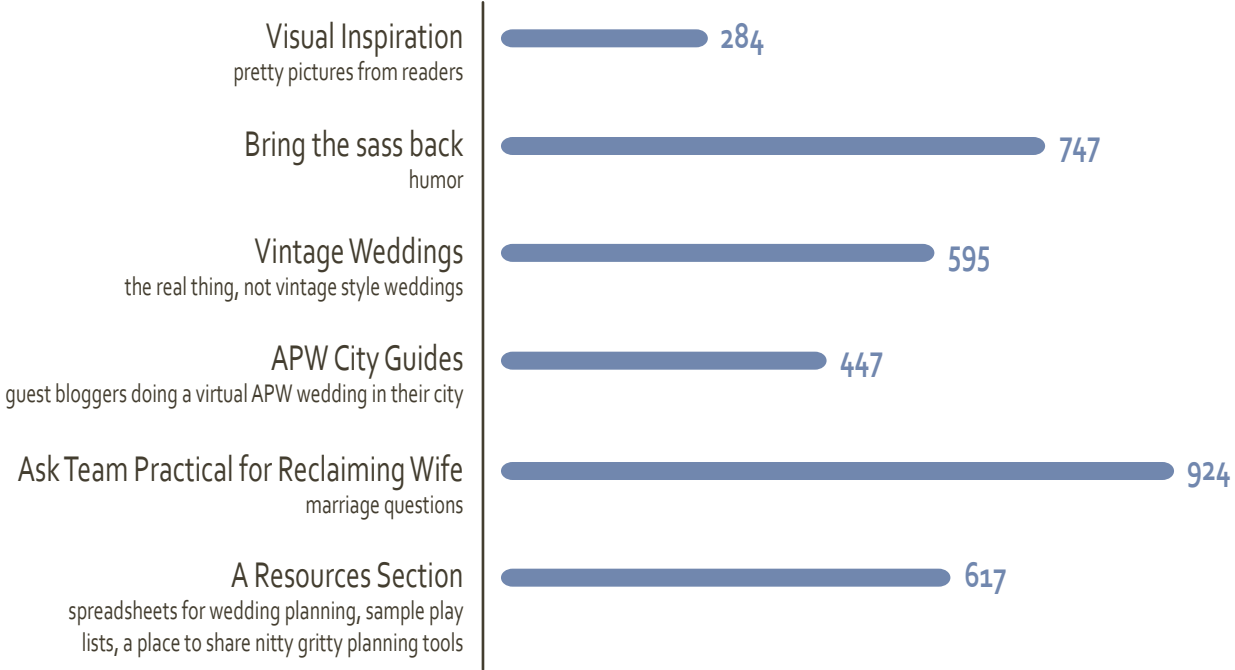 Visual Inspiration
284
pretty pictures from readers
Bring the sass back
747
humor
Vintage Weddings
595
the real thing, not vintage style weddings
APW City Guides
447
guest bloggers doing a virtual APW wedding in their city
Ask Team Practical for Reclaiming Wife
924
marriage questions
A Resources Section
617
spreadsheets for wedding planning, sample play
lists, a place to share nitty gritty planning tools